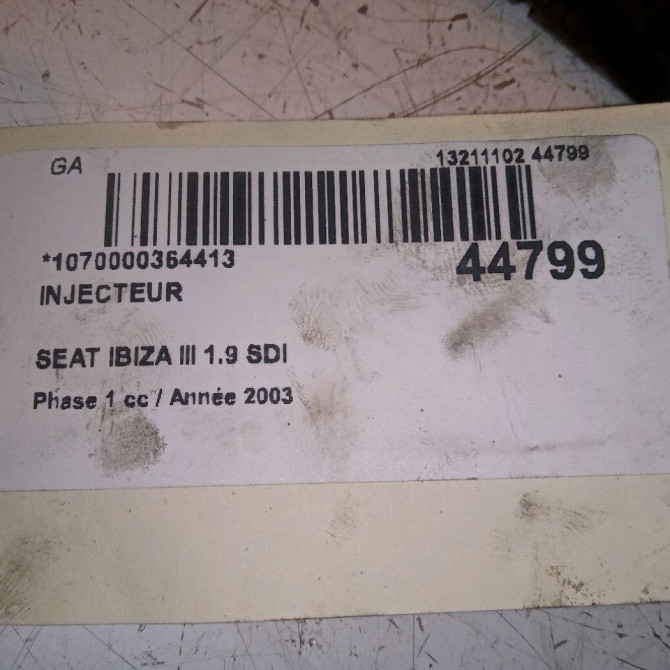 GA 13211102 44799
*1070000364413 44799
INJECTEUR
SEAT IBIZA III 1.9 SDI
Phase 1 cc / Année 2003